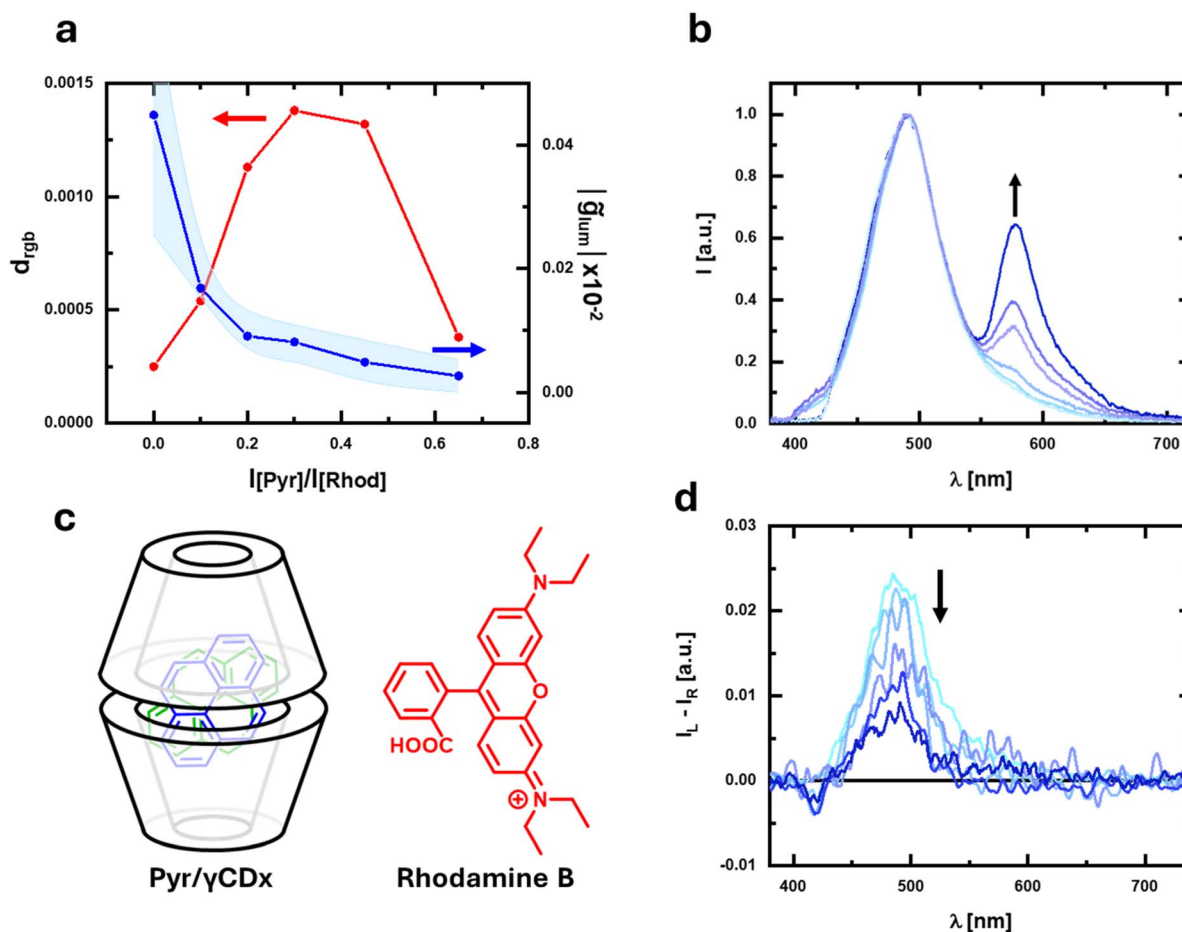 a
0.0015
0.0010
0.0005
0.0000
d_rgb
0.04
0.02
0.00
| g̃_lum | x10⁻²
0.0 0.2 0.4 0.6 0.8
I[Pyr]/I[Rhod]
b
1.0
0.8
0.6
0.4
0.2
0.0
I [a.u.]
400 500 600 700
λ [nm]
c
N
O
HOOC
N
+
Pyr/γCDx
Rhodamine B
d
0.03
0.02
0.01
0.00
-0.01
I_L - I_R [a.u.]
400 500 600 700
λ [nm]